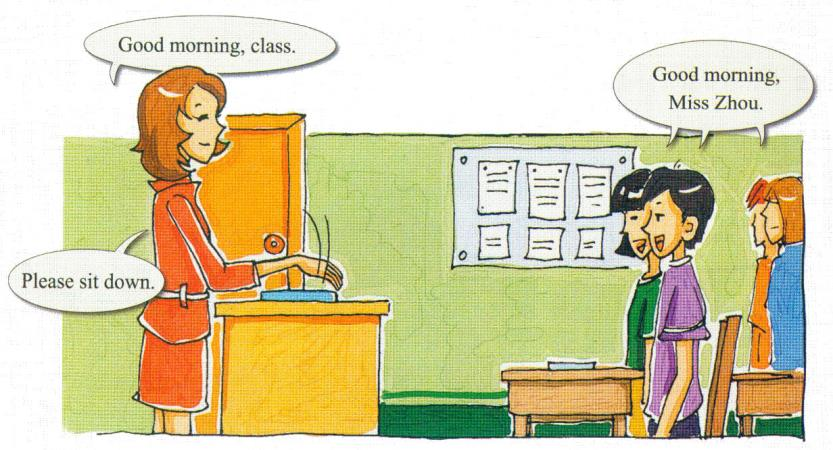 Good morning, class.
Good morning,
Miss Zhou.
Please sit down.